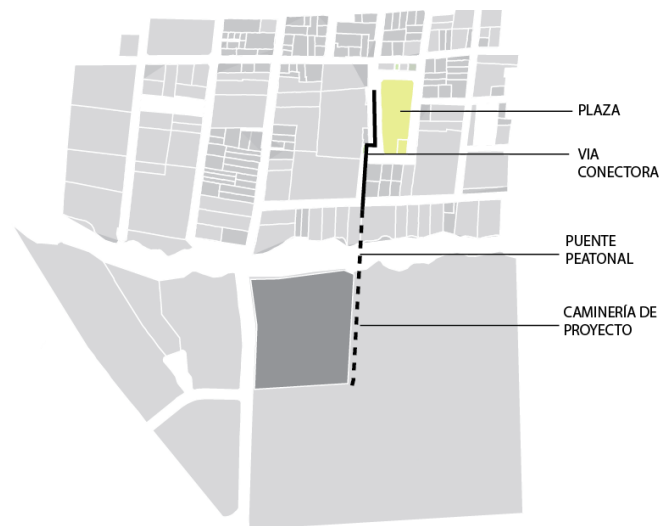 PLAZA
VIA
CONECTORA
PUENTE
PEATONAL
CAMINERÍA DE
PROYECTO